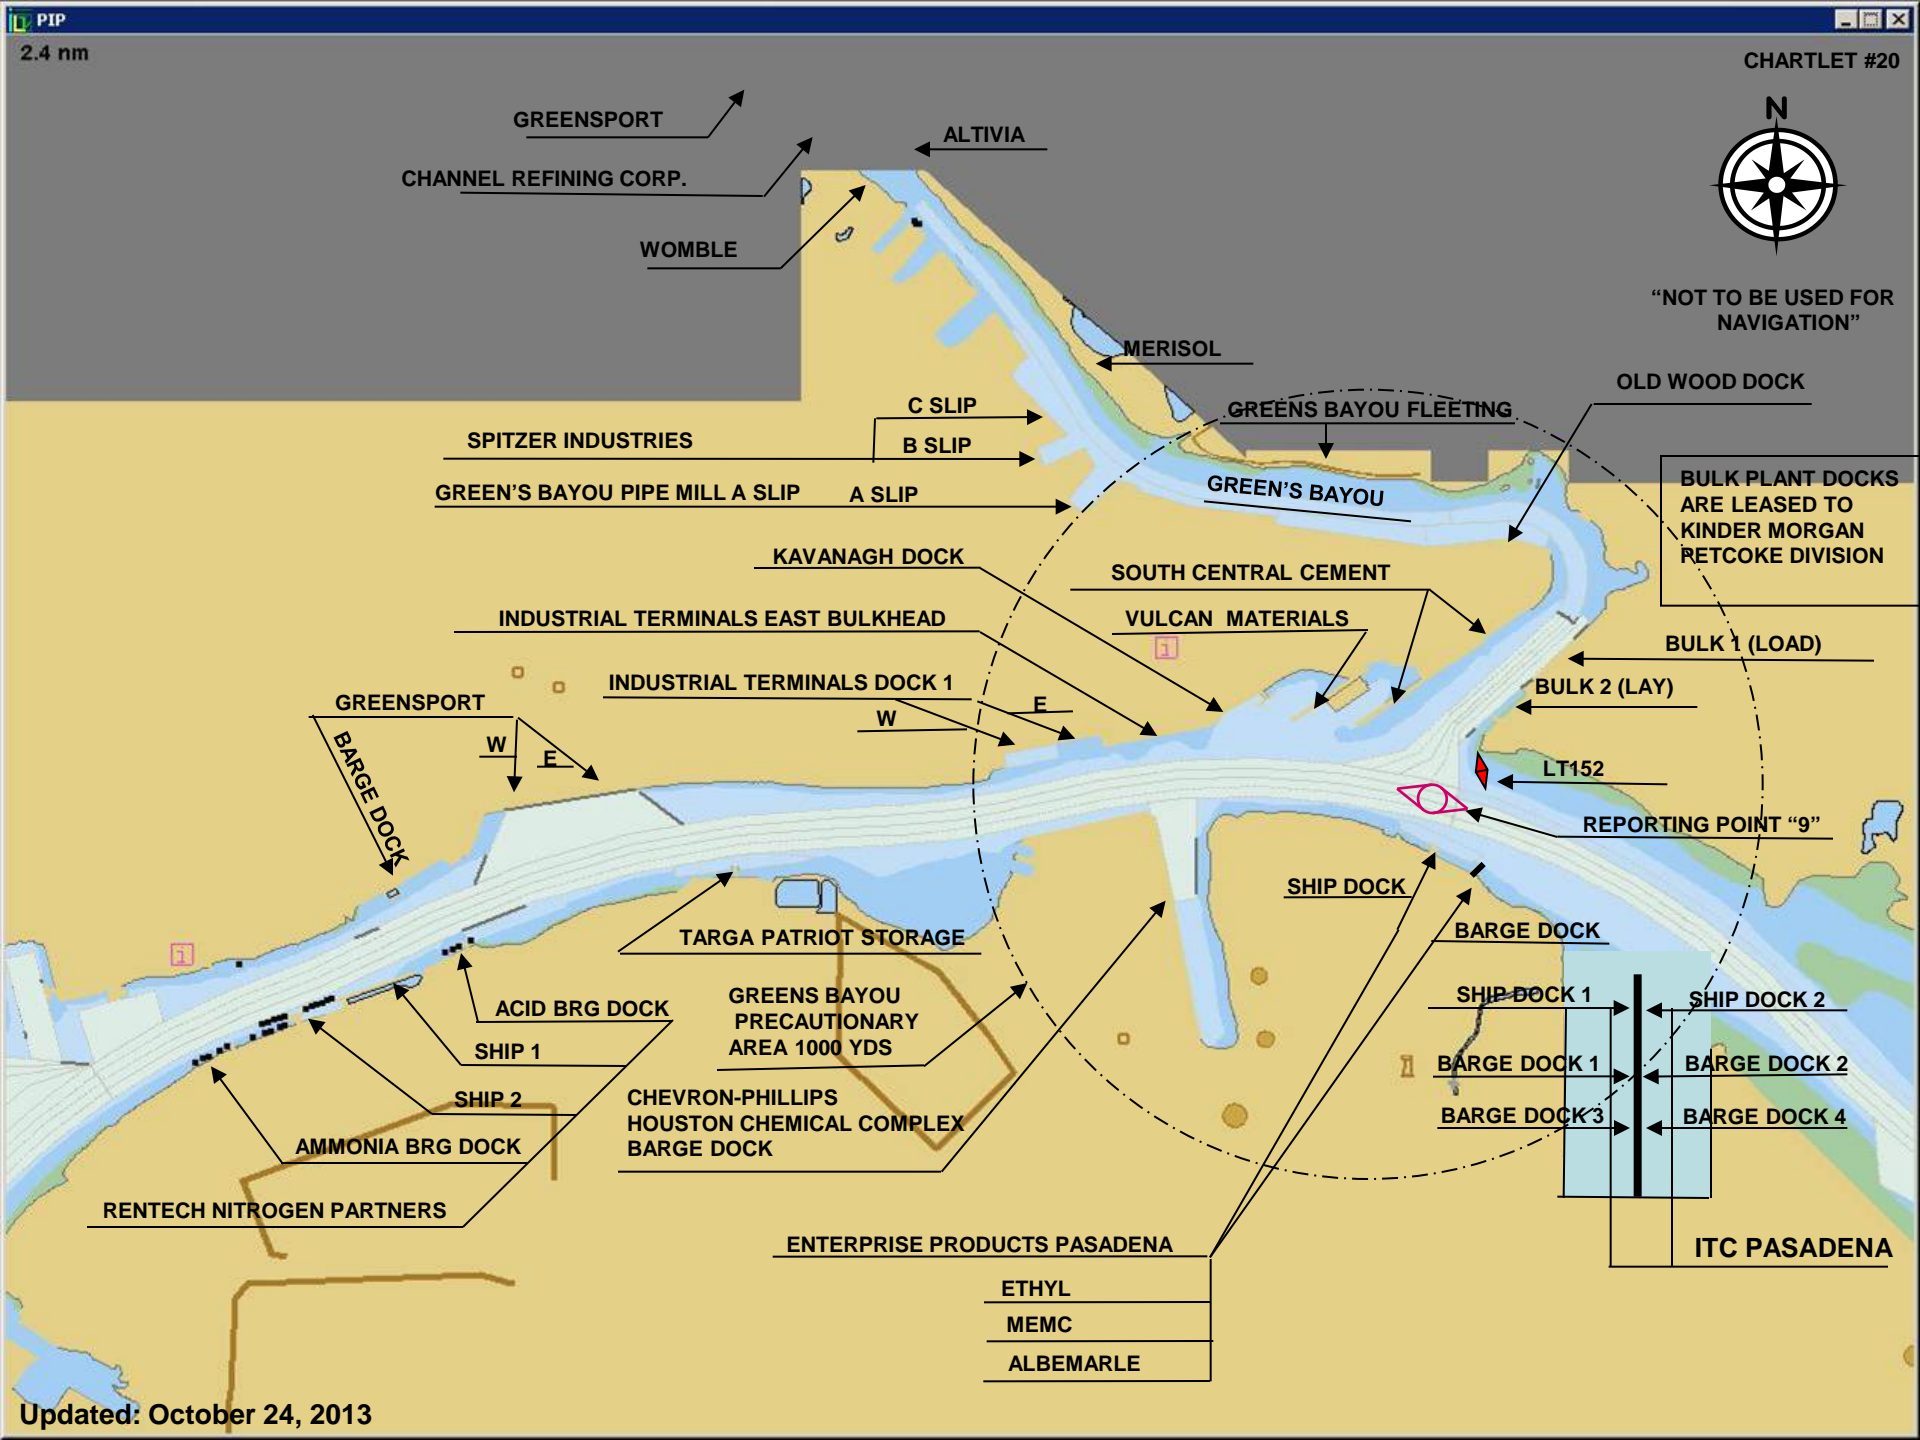 PIP
2.4 nm
CHARTLET #20
N
GREENSPORT
ALTIVIA
CHANNEL REFINING CORP.
WOMBLE
“NOT TO BE USED FOR
NAVIGATION”
MERISOL
OLD WOOD DOCK
C SLIP
GREENS BAYOU FLEETING
SPITZER INDUSTRIES
B SLIP
GREEN'S BAYOU PIPE MILL A SLIP
A SLIP
GREEN'S BAYOU
BULK PLANT DOCKS
ARE LEASED TO
KINDER MORGAN
PETCOKE DIVISION
KAVANAGH DOCK
SOUTH CENTRAL CEMENT
INDUSTRIAL TERMINALS EAST BULKHEAD
VULCAN MATERIALS
BULK 1 (LOAD)
INDUSTRIAL TERMINALS DOCK 1
E
W
BULK 2 (LAY)
GREENSPORT
W
E
BARGE DOCK
LT152
REPORTING POINT “9”
SHIP DOCK
BARGE DOCK
TARGA PATRIOT STORAGE
GREENS BAYOU
PRECAUTIONARY
AREA 1000 YDS
ACID BRG DOCK
SHIP 1
SHIP 2
AMMONIA BRG DOCK
RENTECH NITROGEN PARTNERS
CHEVRON-PHILLIPS
HOUSTON CHEMICAL COMPLEX
BARGE DOCK
SHIP DOCK 1
SHIP DOCK 2
BARGE DOCK 1
BARGE DOCK 2
BARGE DOCK 3
BARGE DOCK 4
ITC PASADENA
ENTERPRISE PRODUCTS PASADENA
ETHYL
MEMC
ALBEMARLE
Updated: October 24, 2013